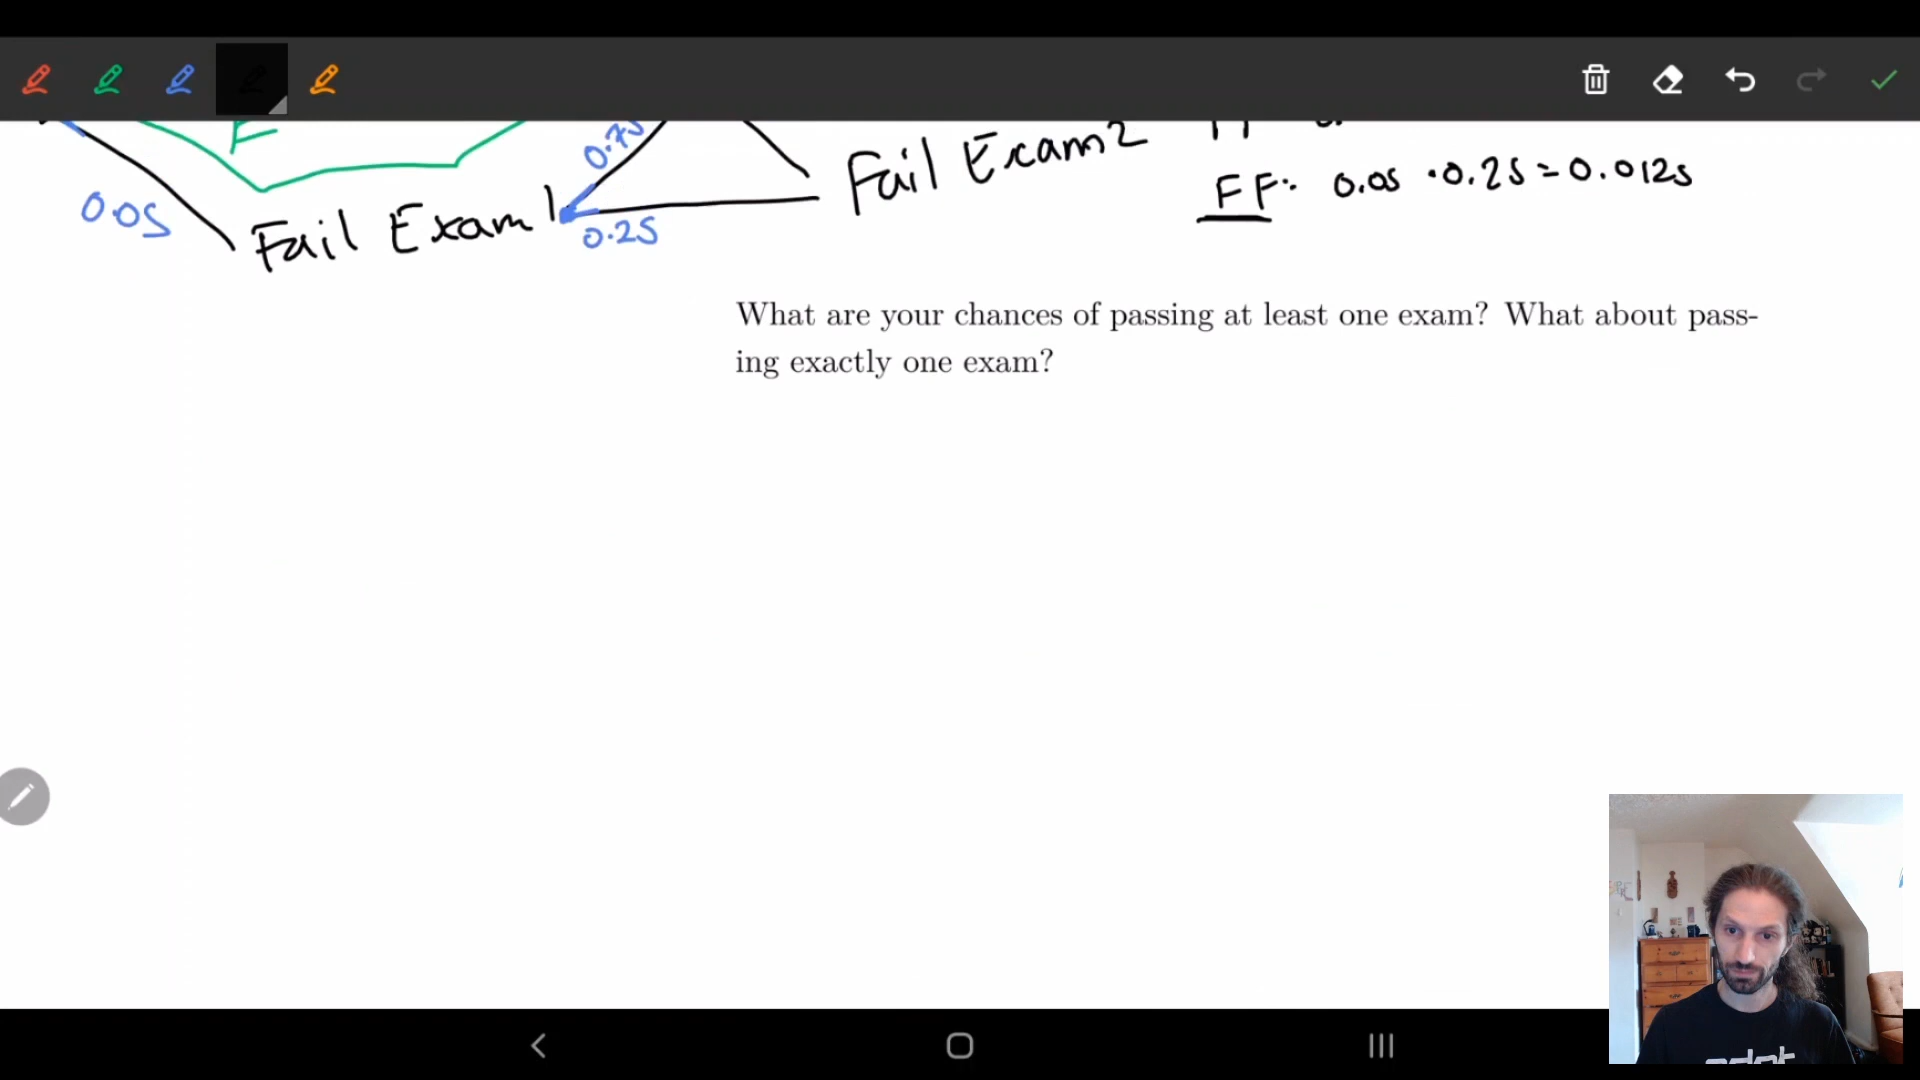 F
0.75
Fail Exam 2
0.05
Fail Exam 1
0.25
FF: 0.05 · 0.25 = 0.0125
What are your chances of passing at least one exam? What about pass-
ing exactly one exam?